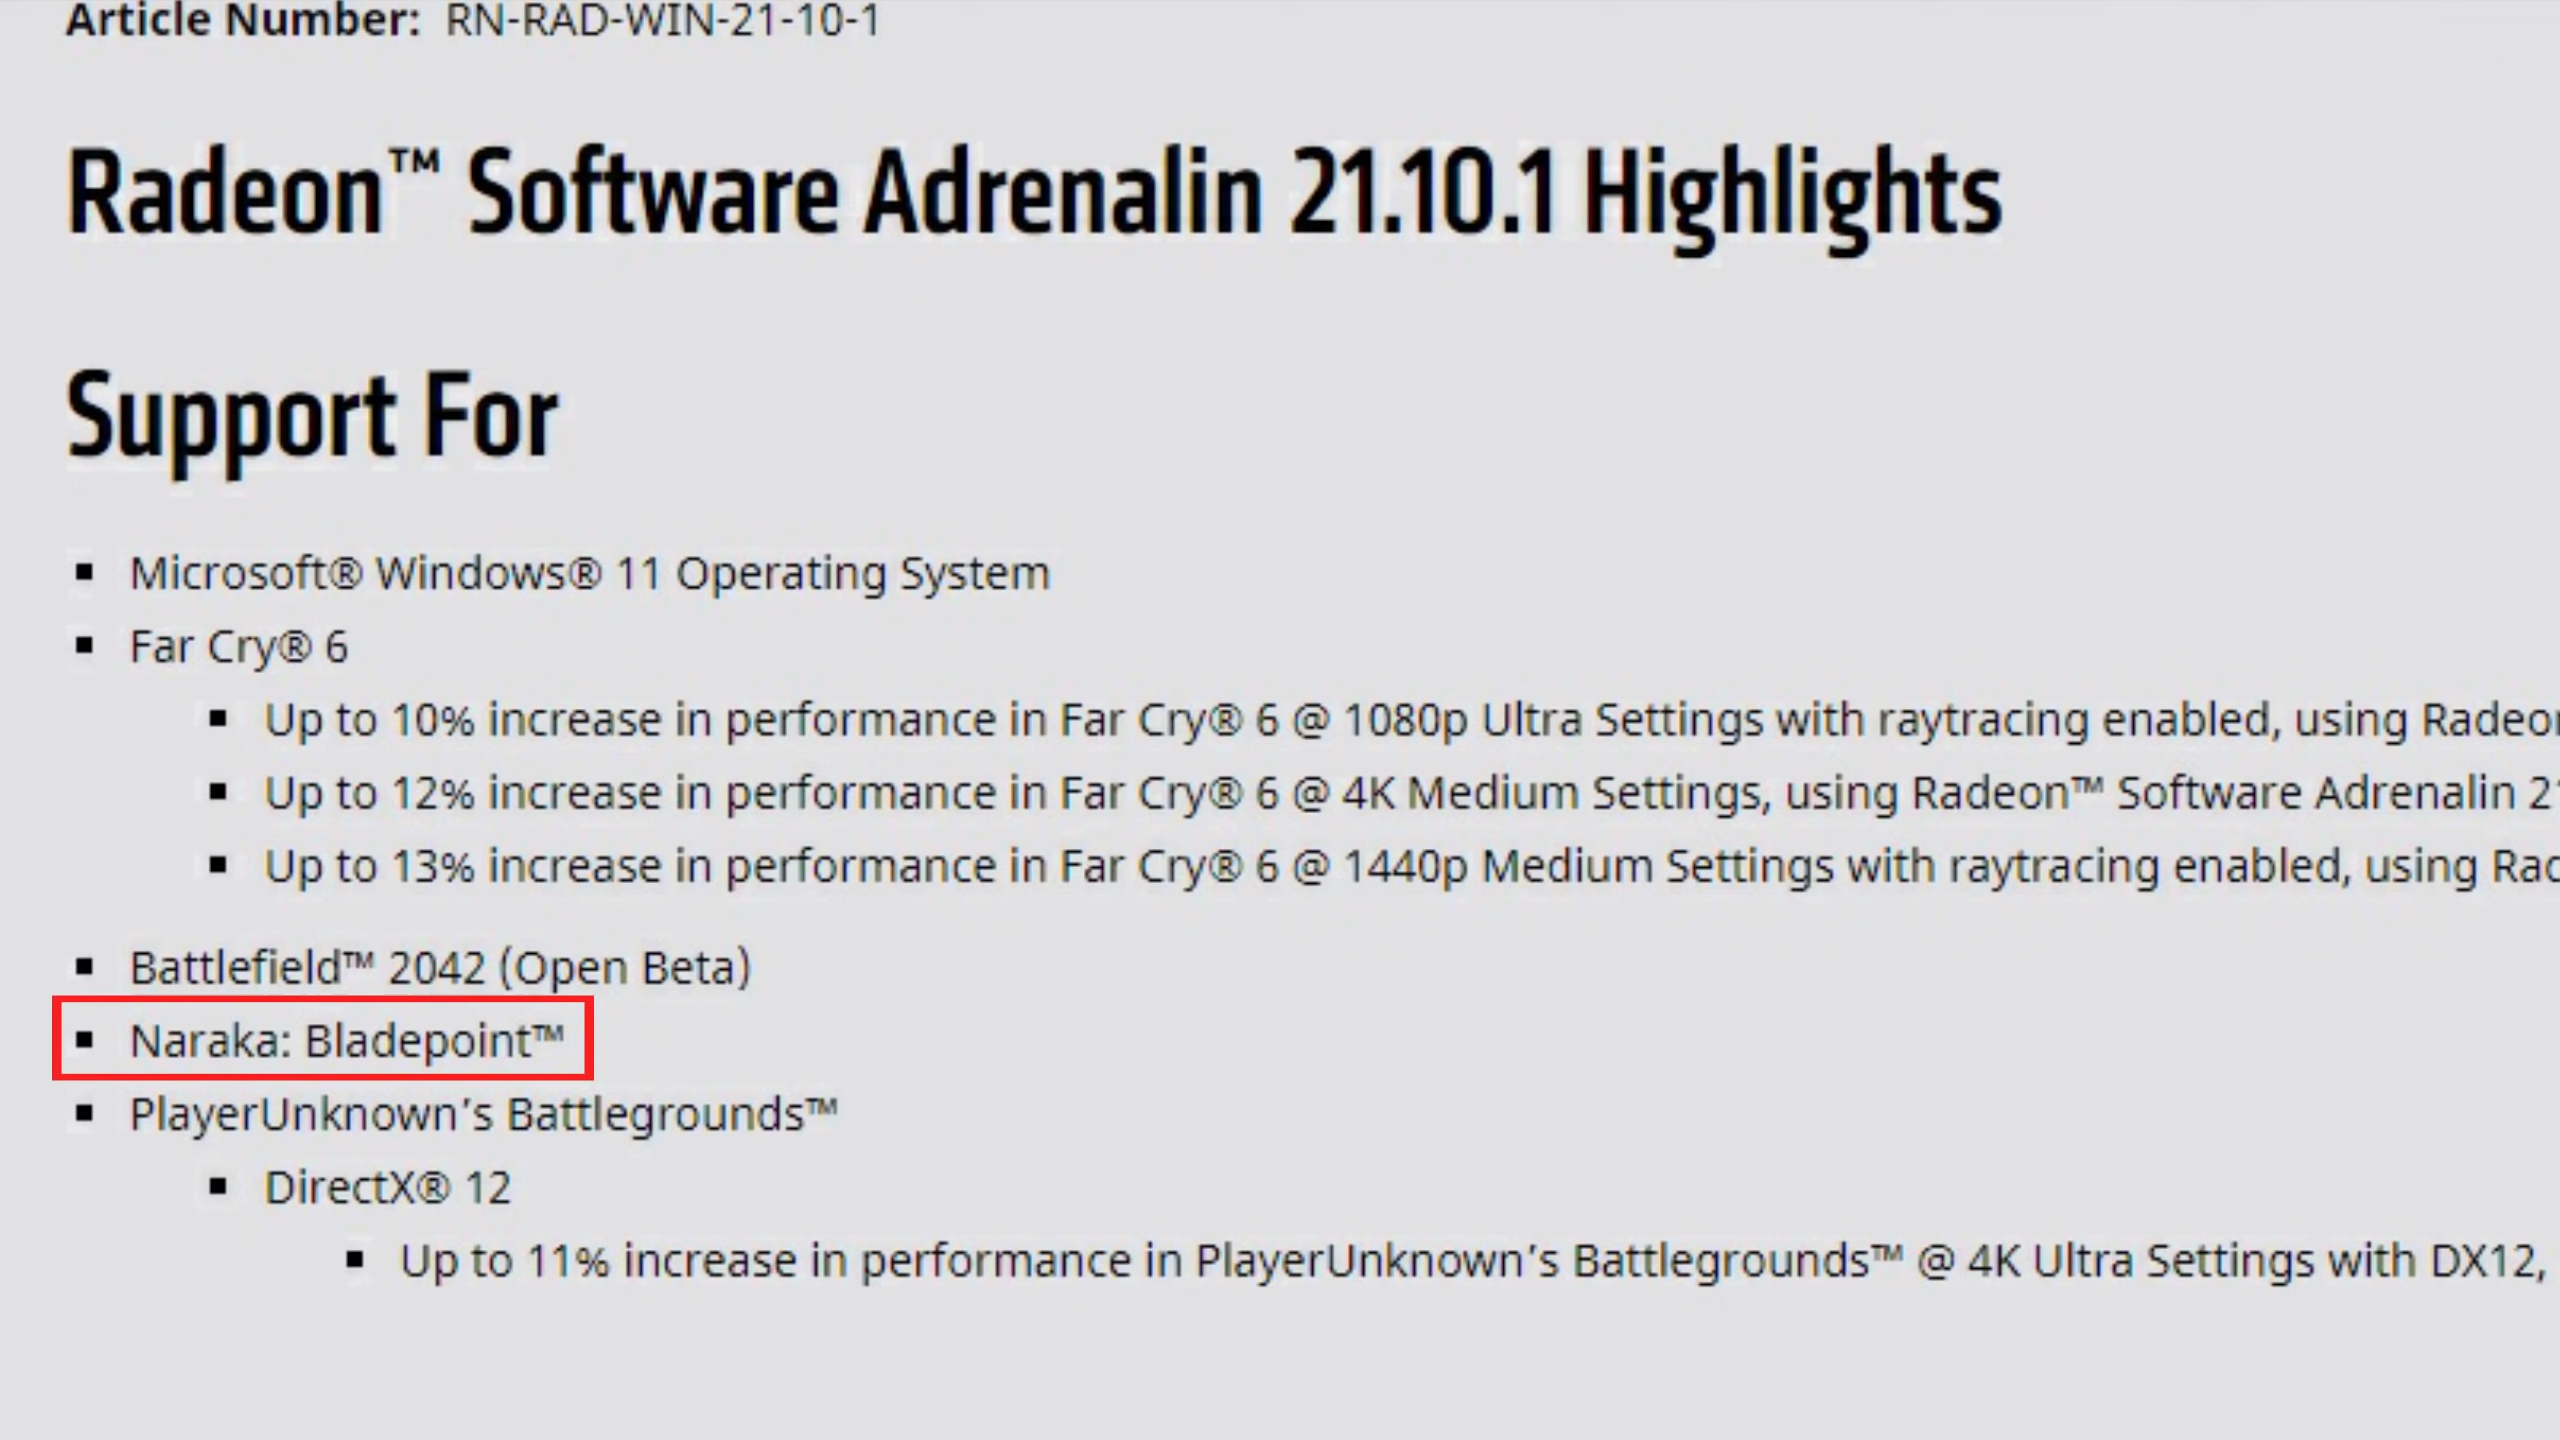 Article Number: RN-RAD-WIN-21-10-1
Radeon™ Software Adrenalin 21.10.1 Highlights
Support For
▪ Microsoft® Windows® 11 Operating System
▪ Far Cry® 6
▪ Up to 10% increase in performance in Far Cry® 6 @ 1080p Ultra Settings with raytracing enabled, using
▪ Up to 12% increase in performance in Far Cry® 6 @ 4K Medium Settings, using Radeon™ Software Adrenalin
▪ Up to 13% increase in performance in Far Cry® 6 @ 1440p Medium Settings with raytracing enabled, using
▪ Battlefield™ 2042 (Open Beta)
▪ Naraka: Bladepoint™
▪ PlayerUnknown’s Battlegrounds™
▪ DirectX® 12
▪ Up to 11% increase in performance in PlayerUnknown’s Battlegrounds™ @ 4K Ultra Settings with DX12,